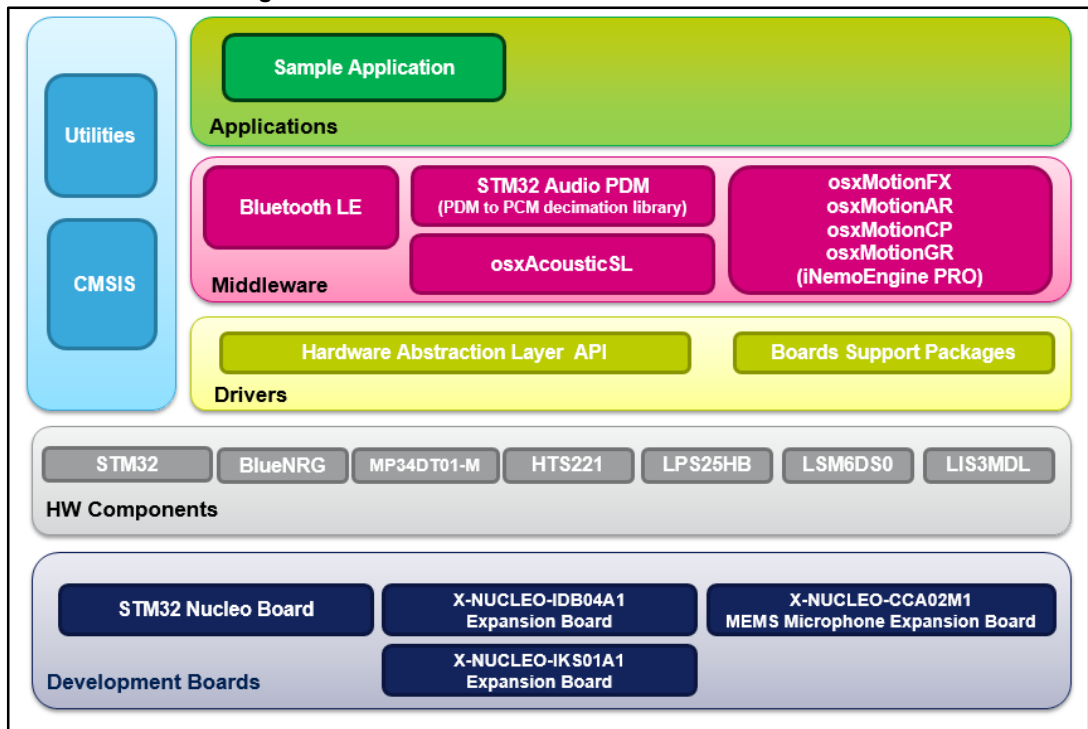 Sample Application
Applications
Utilities
CMSIS
Bluetooth LE
STM32 Audio PDM
(PDM to PCM decimation library)
osxAcousticSL
osxMotionFX
osxMotionAR
osxMotionCP
osxMotionGR
(iNemoEngine PRO)
Middleware
Hardware Abstraction Layer API
Boards Support Packages
Drivers
STM32
BlueNRG
MP34DT01-M
HTS221
LPS25HB
LSM6DS0
LIS3MDL
HW Components
STM32 Nucleo Board
X-NUCLEO-IDB04A1
Expansion Board
X-NUCLEO-CCA02M1
MEMS Microphone Expansion Board
X-NUCLEO-IKS01A1
Expansion Board
Development Boards